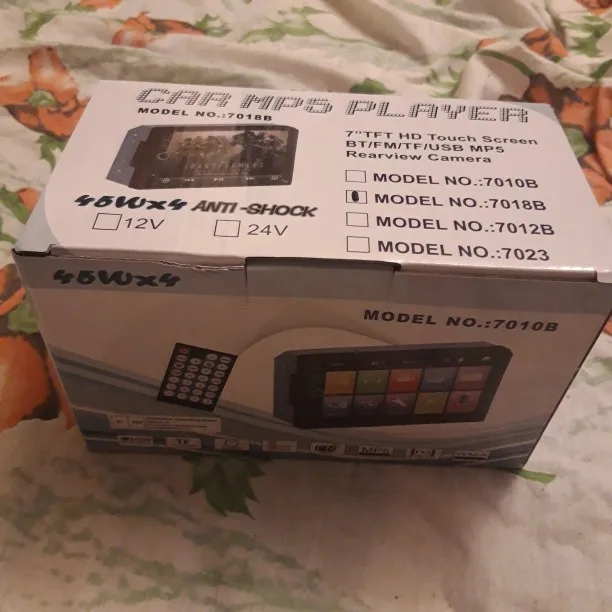 CAR MP5 PLAYER
MODEL NO.:7018B
7"TFT HD Touch Screen
BT/FM/TF/USB MP5
Rearview Camera
MODEL NO.:7010B
MODEL NO.:7018B
MODEL NO.:7012B
MODEL NO.:7023
45Wx4 ANTI-SHOCK
12V 24V
45Wx4
MODEL NO.:7010B
TF
MP5